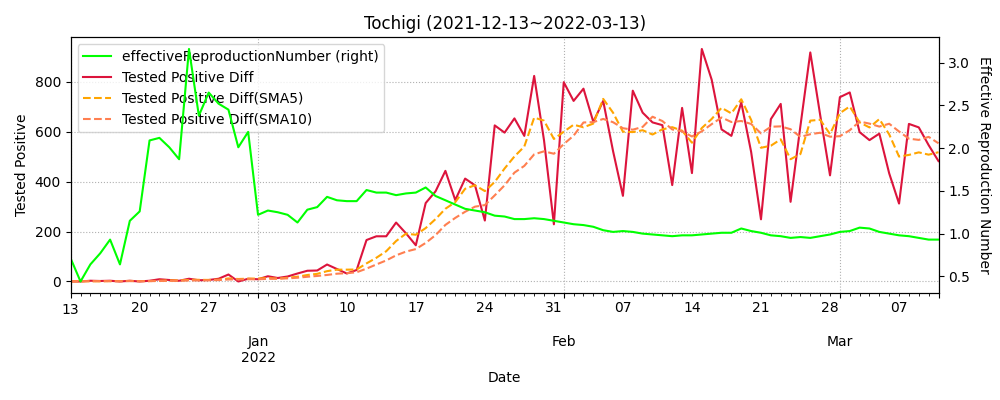 Tochigi (2021-12-13~2022-03-13)
effectiveReproductionNumber (right)
Tested Positive Diff
Tested Positive Diff(SMA5)
Tested Positive Diff(SMA10)
Tested Positive
800
600
400
200
0
3.0
2.5
2.0
1.5
1.0
0.5
Effective Reproduction Number
13 20 27 03 10 17 24 31 07 14 21 28 07
Jan Feb Mar
2022
Date